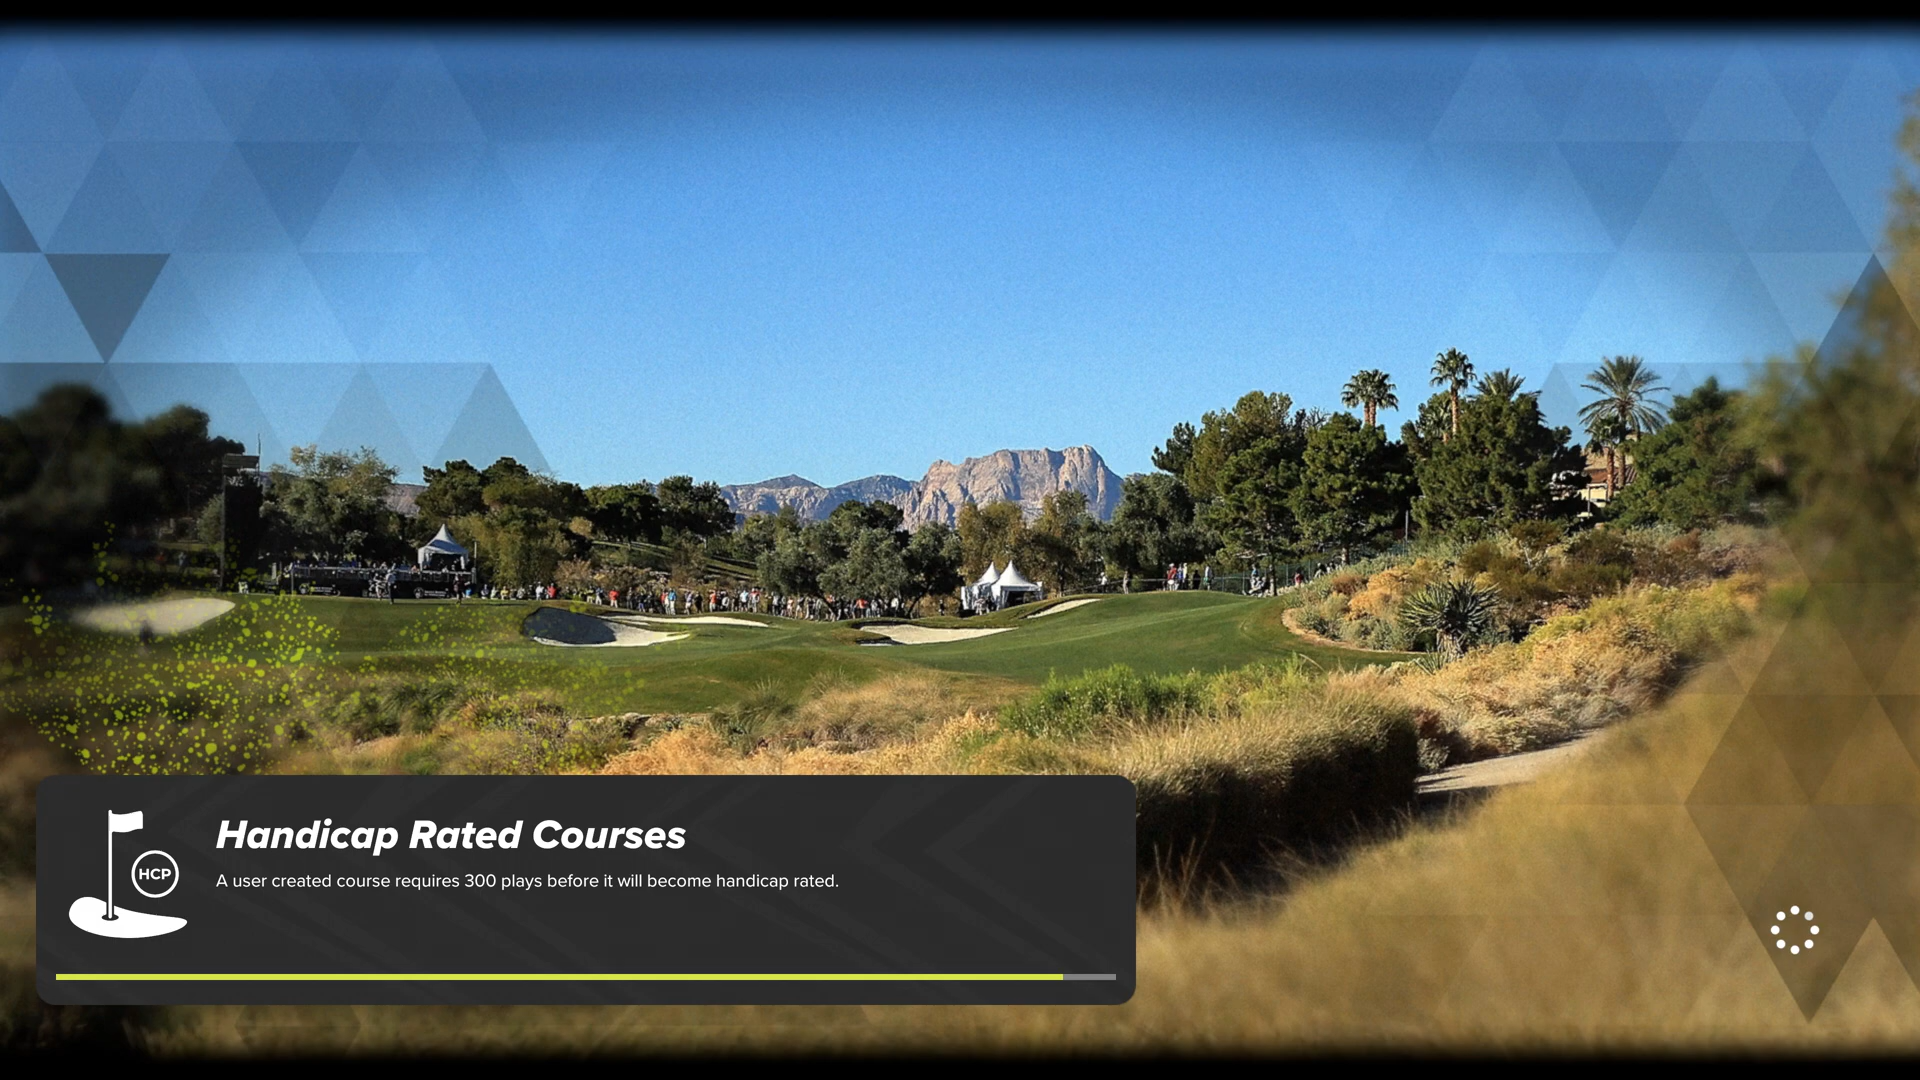 Handicap Rated Courses
HCP
A user created course requires 300 plays before it will become handicap rated.